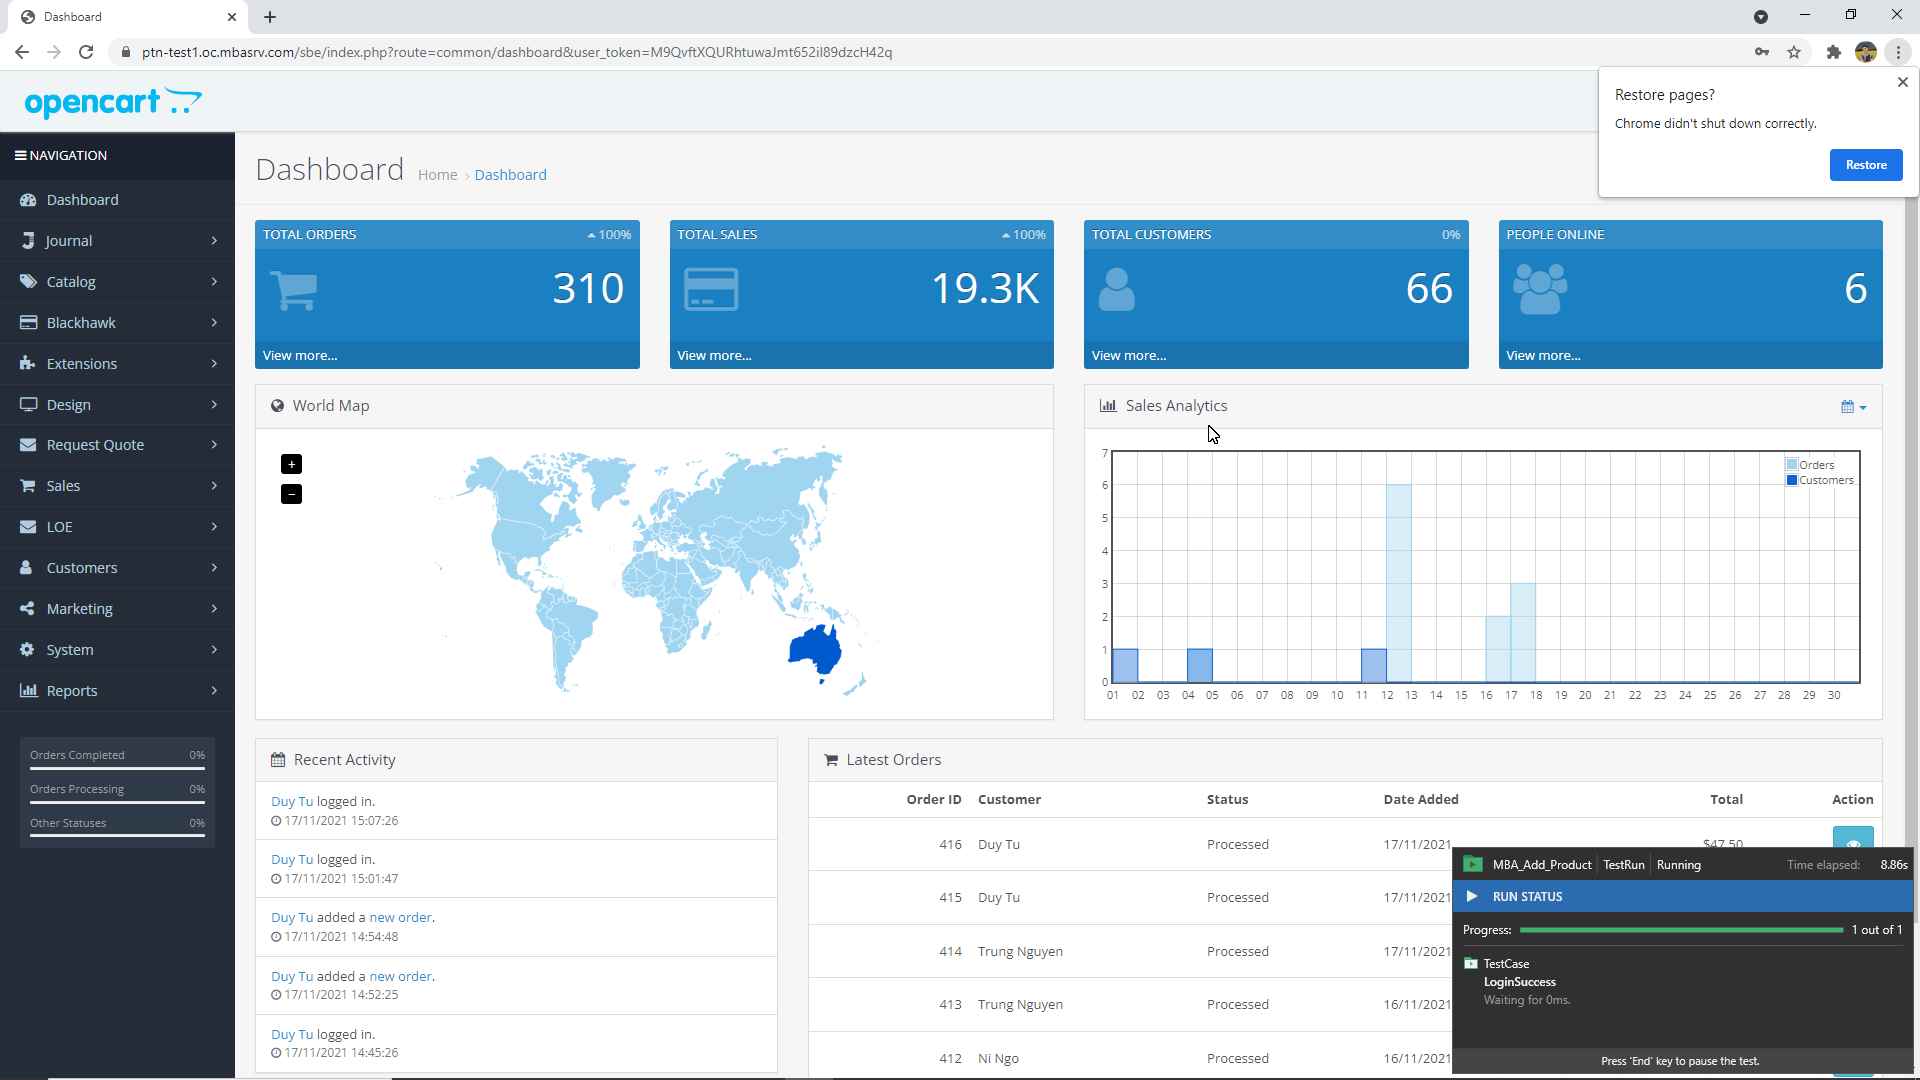 Dashboard
ptn-test1.oc.mbasrv.com/sbe/index.php?route=common/dashboard&user_token=M9QvftXQURhtuwaJmt652il89dzcH42q
Restore pages?
Chrome didn't shut down correctly.
Restore
opencart
NAVIGATION
Dashboard
Journal
Catalog
Blackhawk
Extensions
Design
Request Quote
Sales
LOE
Customers
Marketing
System
Reports
Orders Completed 0%
Orders Processing 0%
Other Statuses 0%
Dashboard Home › Dashboard
TOTAL ORDERS 100%
310
View more...
TOTAL SALES 100%
19.3K
View more...
TOTAL CUSTOMERS 0%
66
View more...
PEOPLE ONLINE
6
View more...
World Map
+
−
Sales Analytics
Orders
Customers
7
6
5
4
3
2
1
0
01 02 03 04 05 06 07 08 09 10 11 12 13 14 15 16 17 18 19 20 21 22 23 24 25 26 27 28 29 30
Recent Activity
Duy Tu logged in.
17/11/2021 15:07:26
Duy Tu logged in.
17/11/2021 15:01:47
Duy Tu added a new order.
17/11/2021 14:54:48
Duy Tu added a new order.
17/11/2021 14:52:25
Duy Tu logged in.
17/11/2021 14:45:26
Latest Orders
Order ID Customer Status Date Added Total Action
416 Duy Tu Processed 17/11/2021 $47.50
415 Duy Tu Processed 17/11/2021
414 Trung Nguyen Processed 17/11/2021
413 Trung Nguyen Processed 16/11/2021
412 Ni Ngo Processed 16/11/2021
MBA_Add_Product TestRun Running Time elapsed: 8.86s
RUN STATUS
Progress: 1 out of 1
TestCase
LoginSuccess
Waiting for 0ms.
Press 'End' key to pause the test.